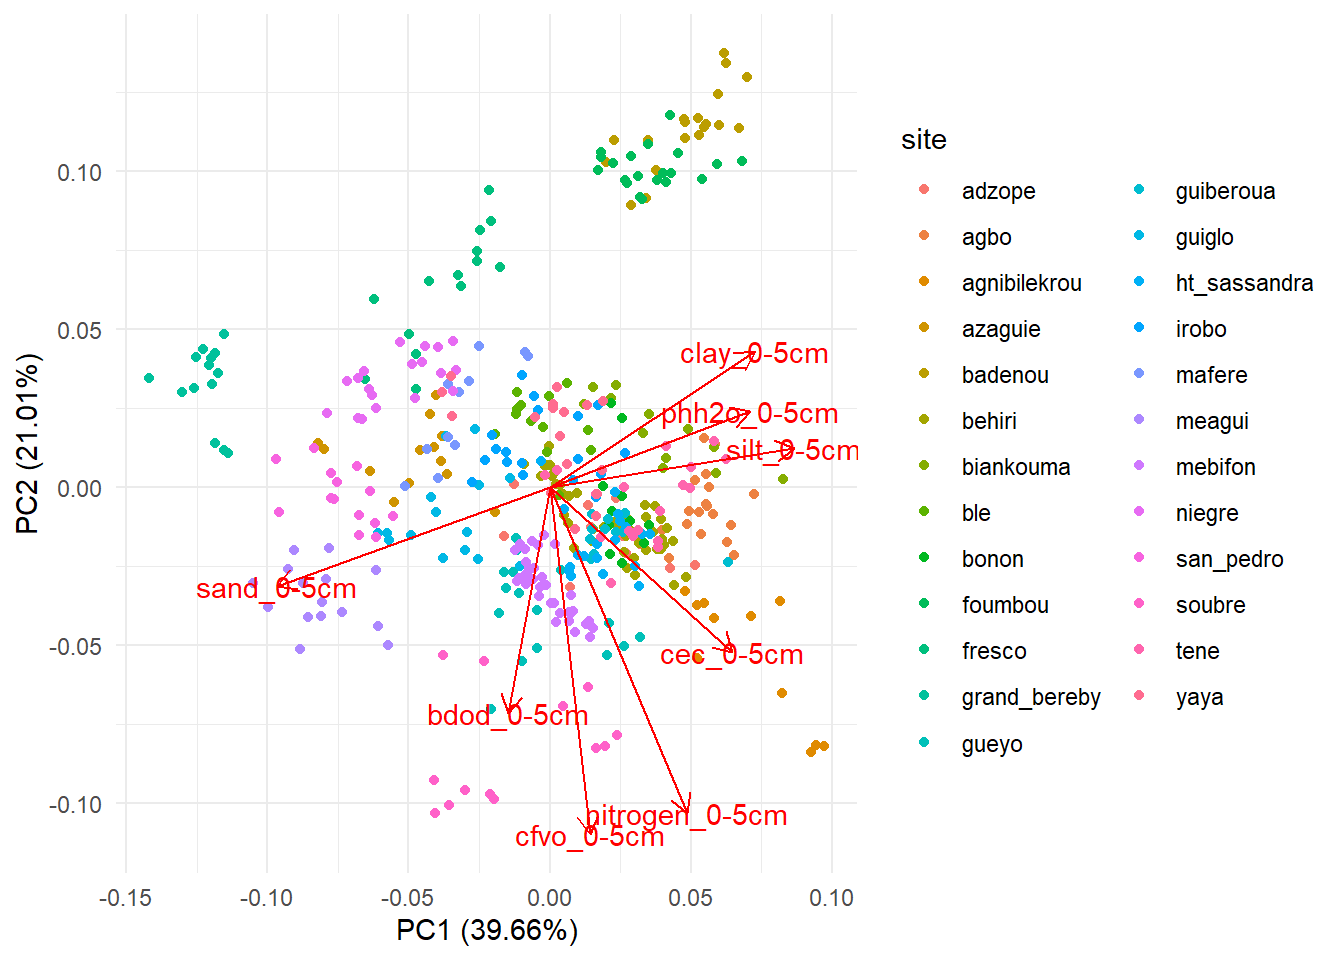 0.10
0.05
0.00
-0.05
-0.10
PC2 (21.01%)
clay_0-5cm
phh2o_0-5cm
silt_0-5cm
sand_0-5cm
cec_0-5cm
bdod_0-5cm
nitrogen_0-5cm
cfvo_0-5cm
-0.15 -0.10 -0.05 0.00 0.05 0.10
PC1 (39.66%)
site
adzope
agbo
agnibilekrou
azaguie
badenou
behiri
biankouma
ble
bonon
foumbou
fresco
grand_bereby
gueyo
guiberoua
guiglo
ht_sassandra
irobo
mafere
meagui
mebifon
niegre
san_pedro
soubre
tene
yaya